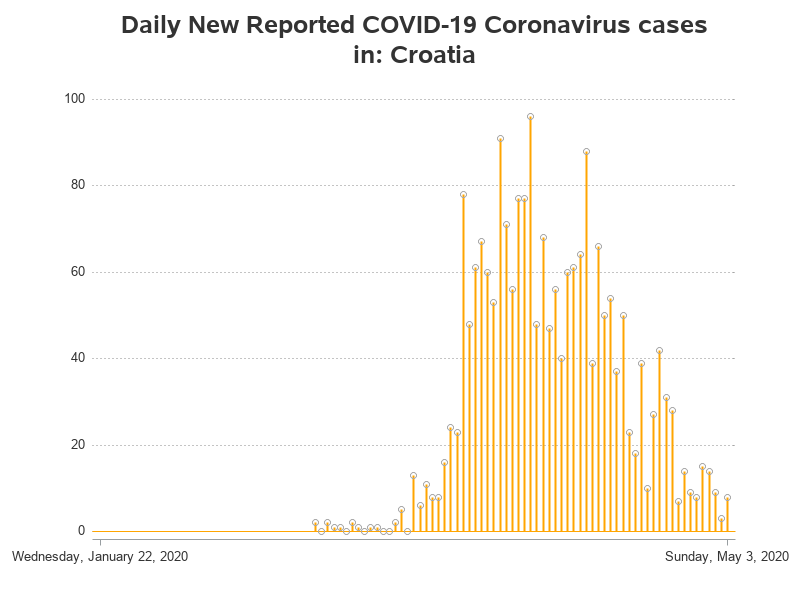 Daily New Reported COVID-19 Coronavirus cases
in: Croatia
100
80
60
40
20
0
Wednesday, January 22, 2020
Sunday, May 3, 2020